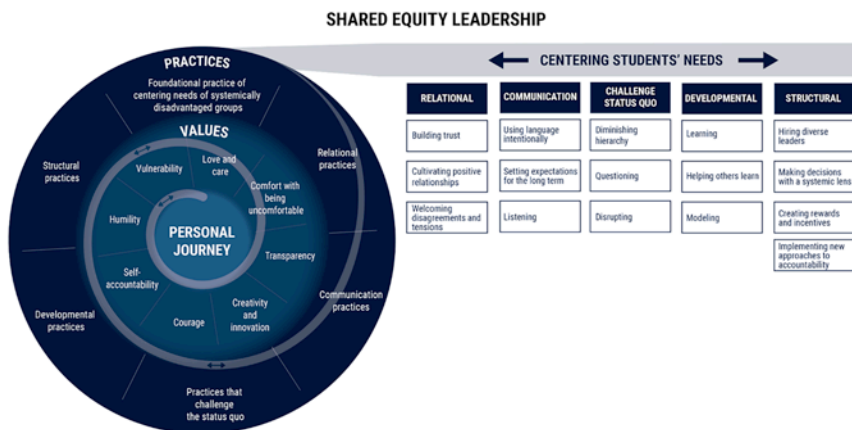 SHARED EQUITY LEADERSHIP
PRACTICES
Foundational practice of
centering needs of systemically
disadvantaged groups
VALUES
Structural
practices
Relational
practices
Communication
practices
Practices that
challenge
the status quo
Developmental
practices
Vulnerability
Love and
care
Comfort with
being
uncomfortable
Transparency
Creativity
and
innovation
Courage
Self-
accountability
Humility
PERSONAL
JOURNEY
CENTERING STUDENTS' NEEDS
RELATIONAL
Building trust
Cultivating positive
relationships
Welcoming
disagreements and
tensions
COMMUNICATION
Using language
intentionally
Setting expectations
for the long term
Listening
CHALLENGE
STATUS QUO
Diminishing
hierarchy
Questioning
Disrupting
DEVELOPMENTAL
Learning
Helping others learn
Modeling
STRUCTURAL
Hiring diverse
leaders
Making decisions
with a systemic lens
Creating rewards
and incentives
Implementing new
approaches to
accountability